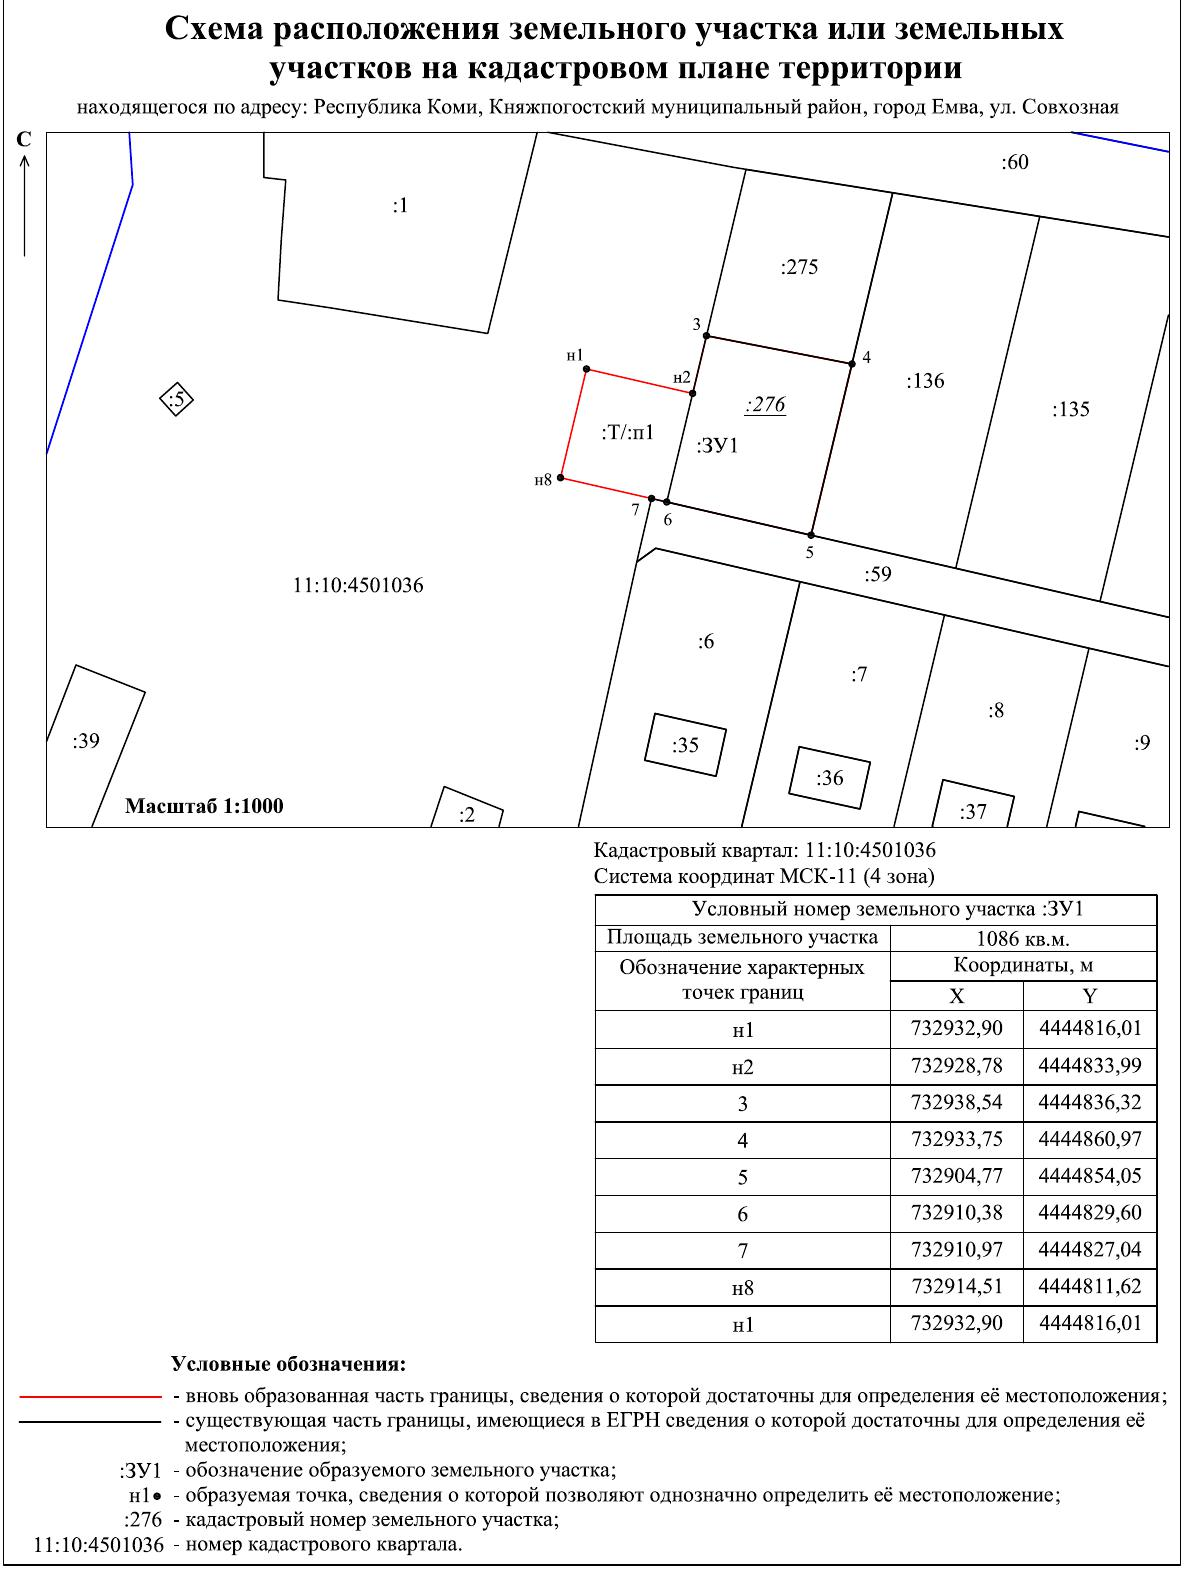 Схема расположения земельного участка или земельных
участков на кадастровом плане территории
находящегося по адресу: Республика Коми, Княжпогостский муниципальный район, город Емва, ул. Совхозная
С
:60
:1
:275
3
4
н1
н2
:136
:5
:276
:135
:Т/:п1
:ЗУ1
н8
7
6
5
:59
11:10:4501036
:6
:7
:8
:39
:35
:9
:36
Масштаб 1:1000
:2
:37
Кадастровый квартал: 11:10:4501036
Система координат МСК-11 (4 зона)
Условный номер земельного участка :ЗУ1
Площадь земельного участка 1086 кв.м.
Обозначение характерных точек границ Координаты, м
X Y
н1 732932,90 4444816,01
н2 732928,78 4444833,99
3 732938,54 4444836,32
4 732933,75 4444860,97
5 732904,77 4444854,05
6 732910,38 4444829,60
7 732910,97 4444827,04
н8 732914,51 4444811,62
н1 732932,90 4444816,01
Условные обозначения:
- вновь образованная часть границы, сведения о которой достаточны для определения её местоположения;
- существующая часть границы, имеющиеся в ЕГРН сведения о которой достаточны для определения её
местоположения;
:ЗУ1 - обозначение образуемого земельного участка;
н1 - образуемая точка, сведения о которой позволяют однозначно определить её местоположение;
:276 - кадастровый номер земельного участка;
11:10:4501036 - номер кадастрового квартала.